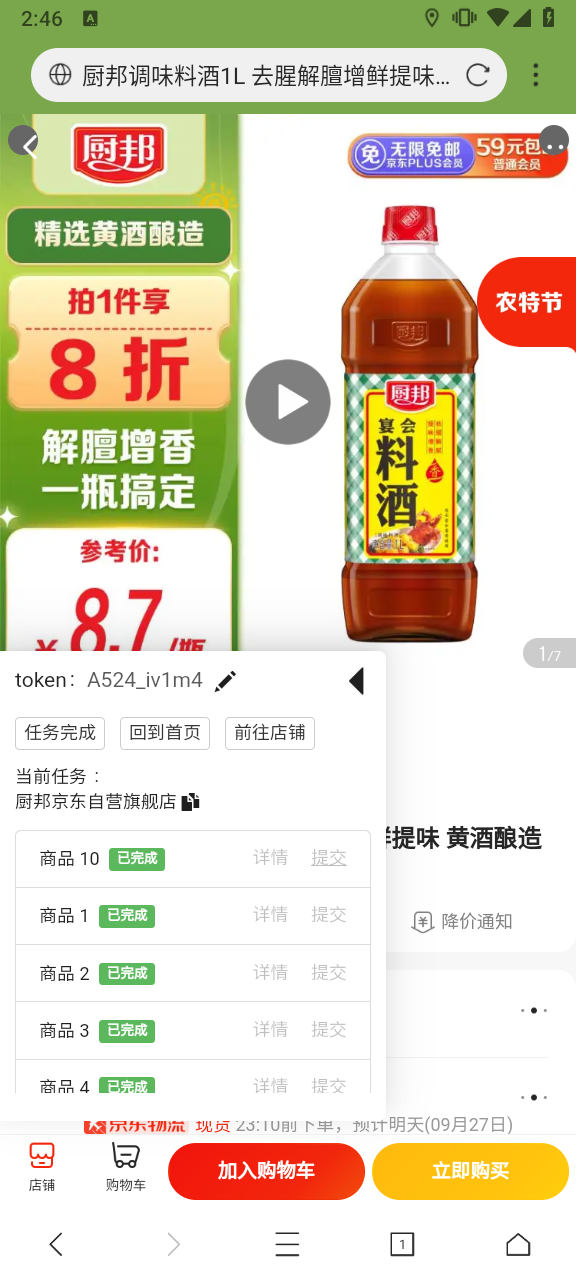 2:46
A
厨邦调味料酒1L 去腥解膻增鲜提味...
厨邦
免
无限免邮
京东PLUS会员
59元包
普通会员
精选黄酒酿造
拍1件享
8 折
农特节
解膻增香
一瓶搞定
厨邦
宴会
料酒
香
参考价:
¥8.7/瓶
1/7
token: A524_iv1m4
任务完成
回到首页
前往店铺
当前任务：
厨邦京东自营旗舰店
商品 10 已完成 详情 提交
鲜提味 黄酒酿造
商品 1 已完成 详情 提交
降价通知
商品 2 已完成 详情 提交
商品 3 已完成 详情 提交
商品 4 已完成 详情 提交
京东物流 现货 23:10前下单，预计明天(09月27日)
店铺
购物车
加入购物车
立即购买
1